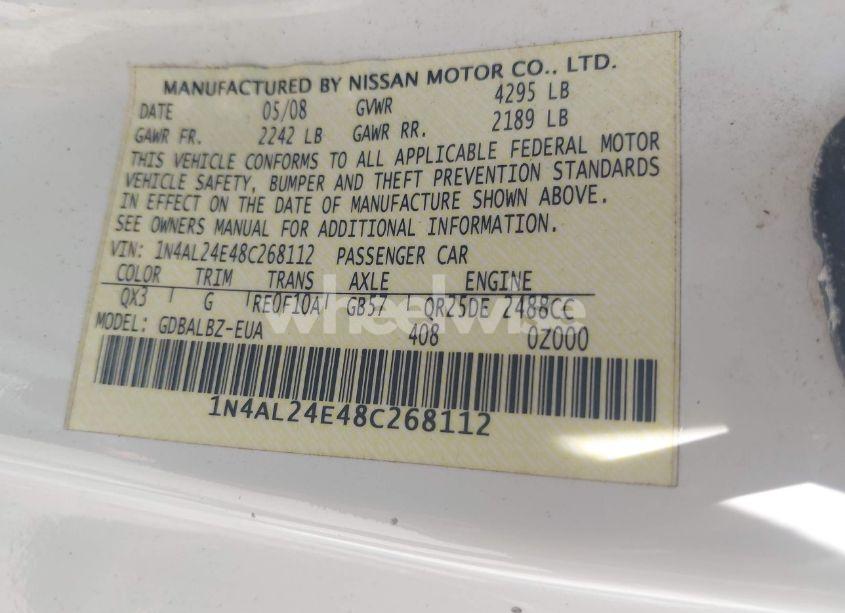 MANUFACTURED BY NISSAN MOTOR CO., LTD.
DATE 05/08 GVWR 4295 LB
GAWR FR. 2242 LB GAWR RR. 2189 LB
THIS VEHICLE CONFORMS TO ALL APPLICABLE FEDERAL MOTOR
VEHICLE SAFETY, BUMPER AND THEFT PREVENTION STANDARDS
IN EFFECT ON THE DATE OF MANUFACTURE SHOWN ABOVE.
SEE OWNERS MANUAL FOR ADDITIONAL INFORMATION.
VIN: 1N4AL24E48C268112 PASSENGER CAR
COLOR TRIM TRANS AXLE ENGINE
QX3 G RE0F10A GB57 QR25DE 2488CC
MODEL: GDBALBZ-EUA 408 0Z000
1N4AL24E48C268112
wheelwise